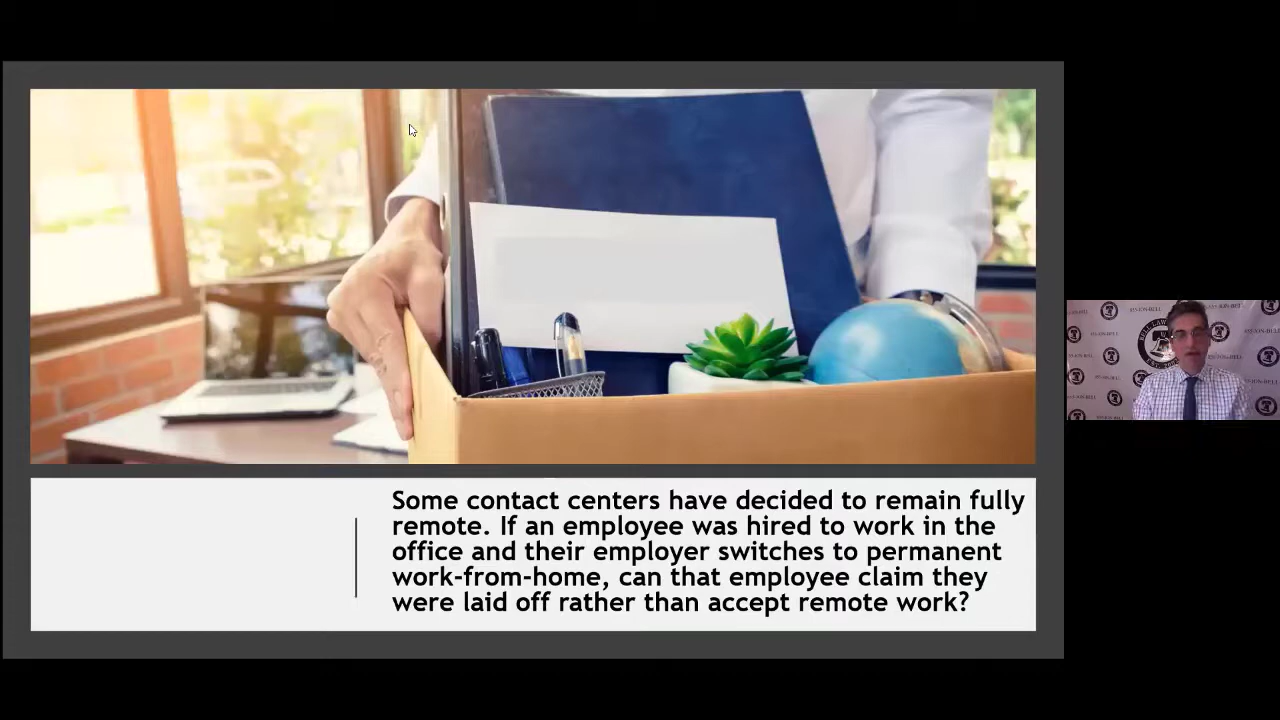 Some contact centers have decided to remain fully
remote. If an employee was hired to work in the
office and their employer switches to permanent
work-from-home, can that employee claim they
were laid off rather than accept remote work?